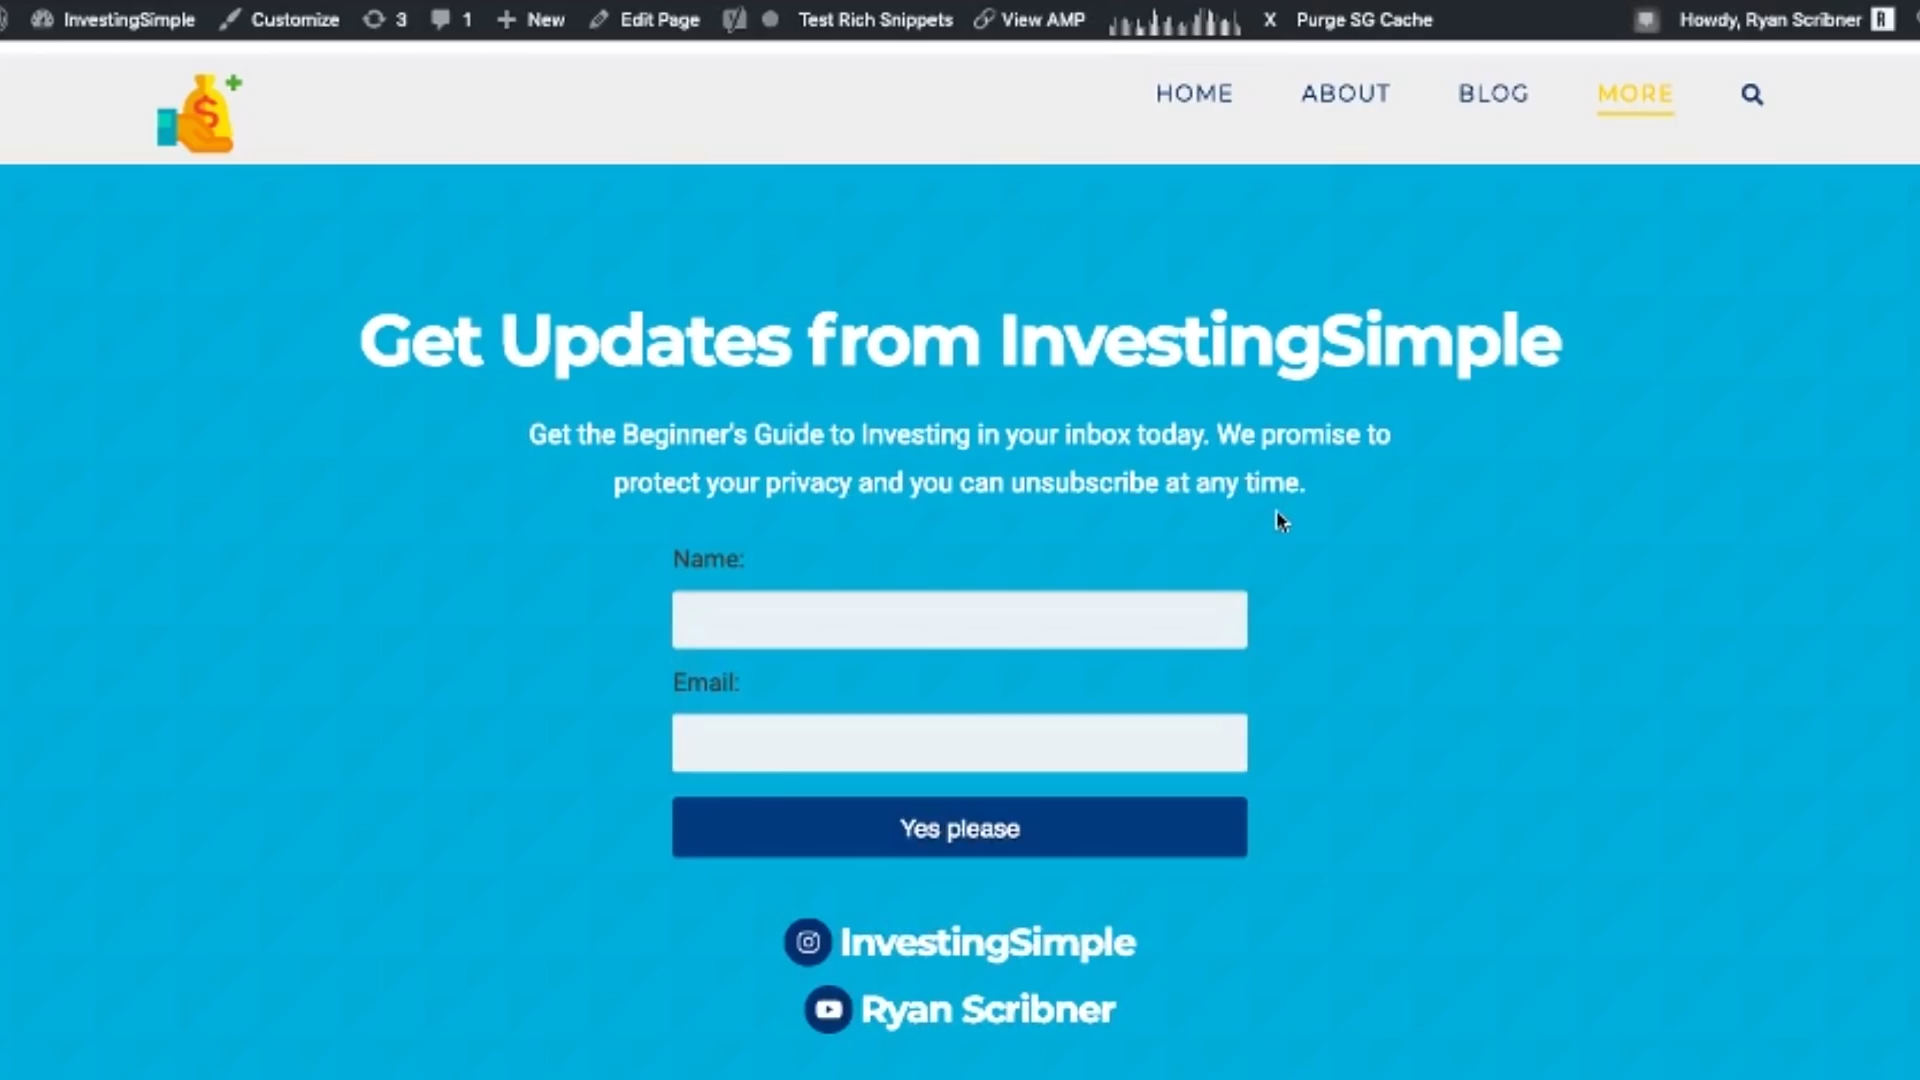 InvestingSimple Customize 3 1 New Edit Page Test Rich Snippets View AMP X Purge SG Cache Howdy, Ryan Scribner R
$
HOME ABOUT BLOG MORE
Get Updates from InvestingSimple
Get the Beginner's Guide to Investing in your inbox today. We promise to
protect your privacy and you can unsubscribe at any time.
Name:
Email:
Yes please
InvestingSimple
Ryan Scribner